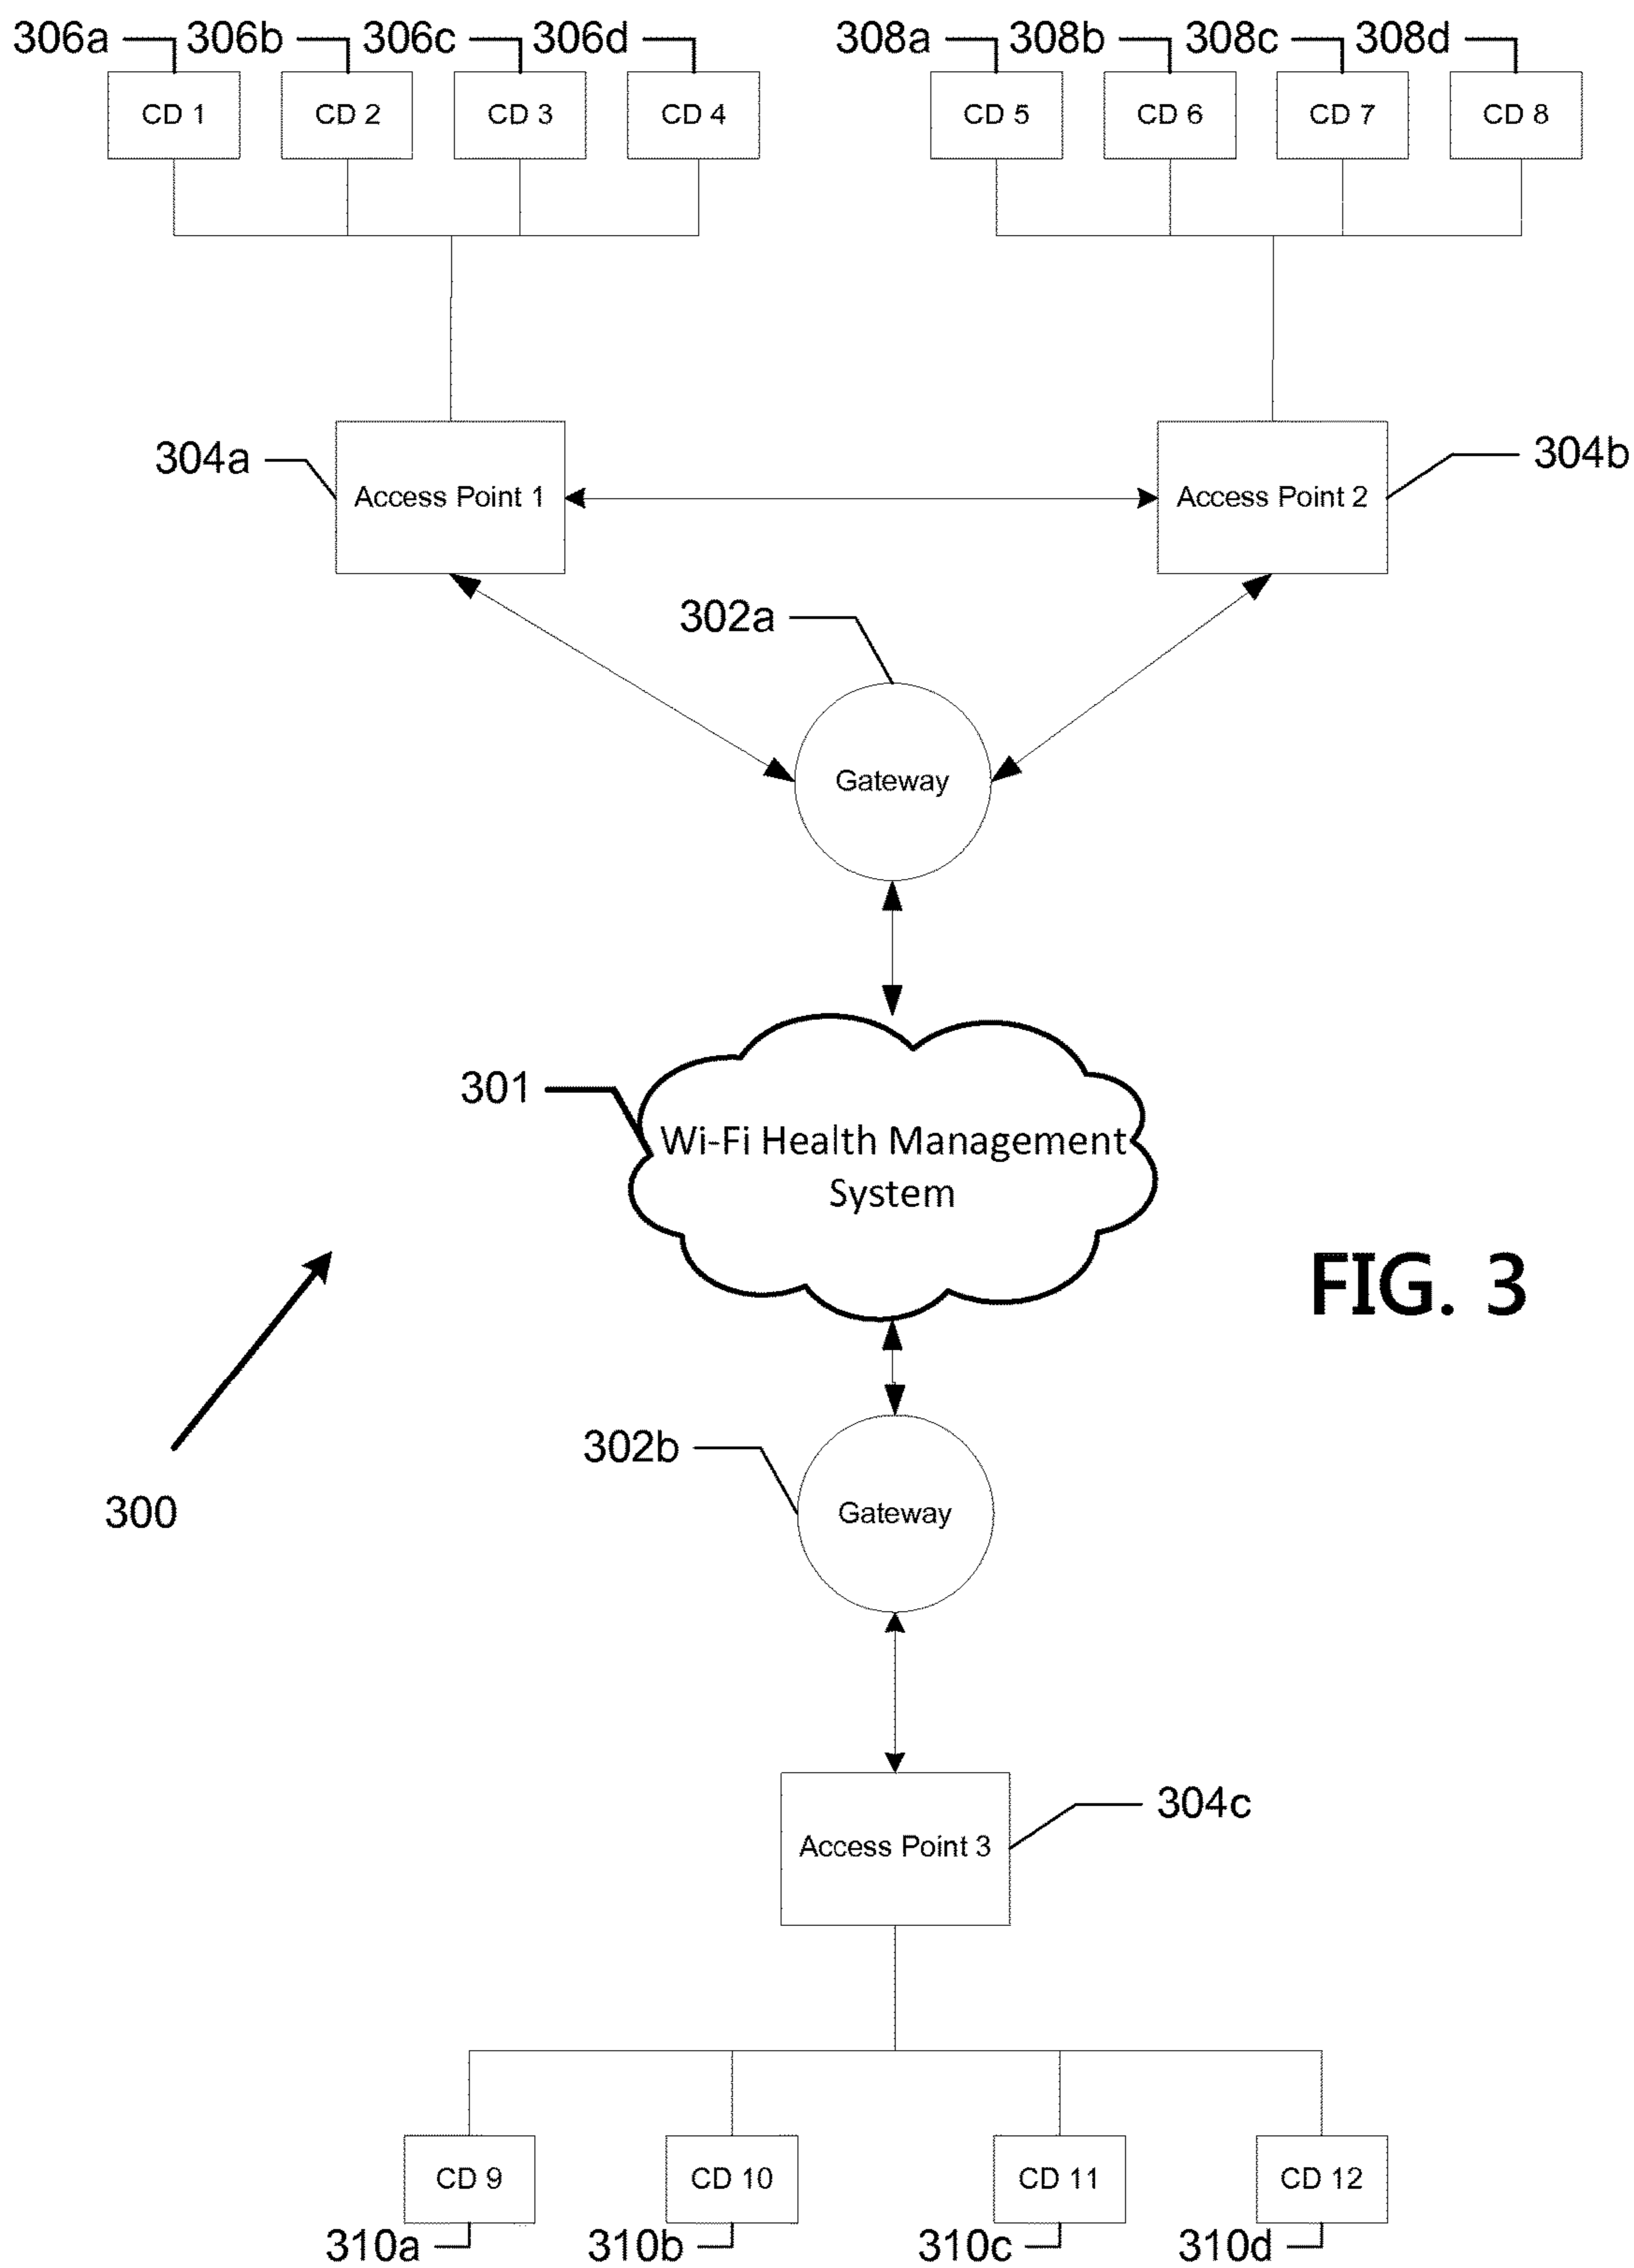 306a 306b 306c 306d 308a 308b 308c 308d
CD 1 CD 2 CD 3 CD 4 CD 5 CD 6 CD 7 CD 8
304a Access Point 1 Access Point 2 304b
302a
Gateway
301
Wi-Fi Health Management
System
FIG. 3
302b
Gateway
300
304c
Access Point 3
CD 9 CD 10 CD 11 CD 12
310a 310b 310c 310d